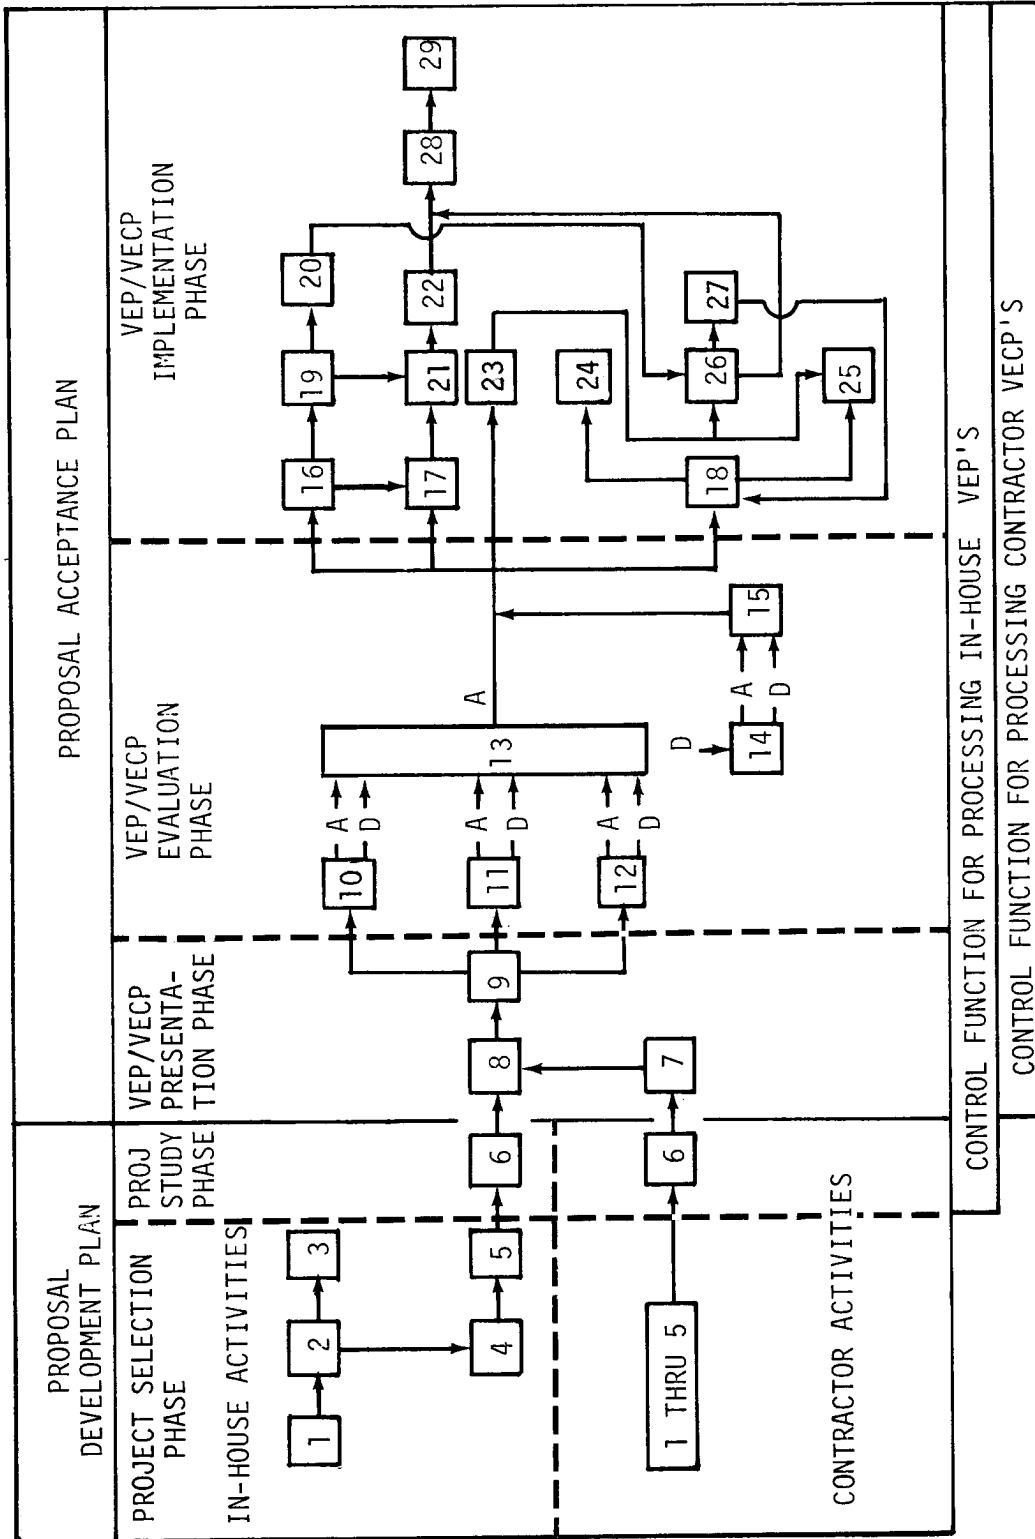 PROPOSAL
DEVELOPMENT PLAN
PROPOSAL ACCEPTANCE PLAN
PROJECT SELECTION
PHASE
PROJ
STUDY
PHASE
VEP/VECP
PRESENTA-
TION PHASE
VEP/VECP
EVALUATION
PHASE
VEP/VECP
IMPLEMENTATION
PHASE
IN-HOUSE ACTIVITIES
1
2
3
4
5
6
8
9
10
11
12
A
D
A
D
A
D
13
A
D
14
A
D
15
16
17
18
19
20
21
22
23
24
25
26
27
28
29
1 THRU 5
6
7
CONTRACTOR ACTIVITIES
CONTROL FUNCTION FOR PROCESSING IN-HOUSE VEP'S
CONTROL FUNCTION FOR PROCESSING CONTRACTOR VECP'S